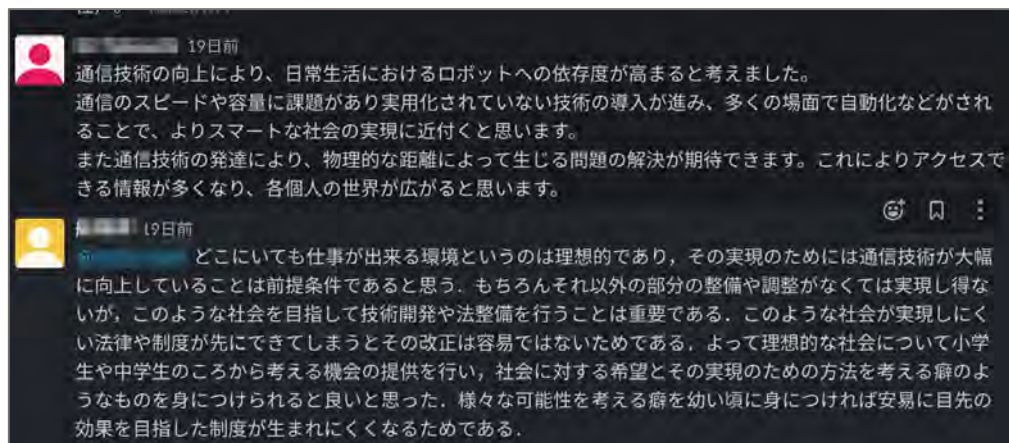 19日前
通信技術の向上により、日常生活におけるロボットへの依存度が高まると考えました。
通信のスピードや容量に課題があり実用化されていない技術の導入が進み、多くの場面で自動化などがされ
ることで、よりスマートな社会の実現に近付くと思います。
また通信技術の発達により、物理的な距離によって生じる問題の解決が期待できます。これによりアクセスで
きる情報が多くなり、各個人の世界が広がると思います。
19日前
どこにいても仕事が出来る環境というのは理想的であり，その実現のためには通信技術が大幅
に向上していることは前提条件であると思う．もちろんそれ以外の部分の整備や調整がなくては実現し得な
いが，このような社会を目指して技術開発や法整備を行うことは重要である．このような社会が実現しにく
い法律や制度が先にできてしまうとその改正は容易ではないためである．よって理想的な社会について小学
生や中学生のころから考える機会の提供を行い，社会に対する希望とその実現のための方法を考える癖のよ
うなものを身につけられると良いと思った．様々な可能性を考える癖を幼い頃に身につければ安易に目先の
効果を目指した制度が生まれにくくなるためである．